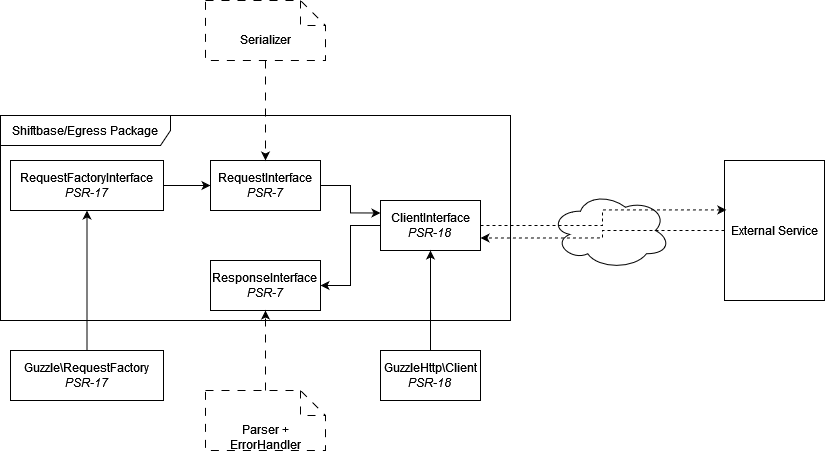 Serializer
Shiftbase/Egress Package
RequestFactoryInterface
PSR-17
RequestInterface
PSR-7
ClientInterface
PSR-18
External Service
ResponseInterface
PSR-7
Guzzle\RequestFactory
PSR-17
GuzzleHttp\Client
PSR-18
Parser +
ErrorHandler